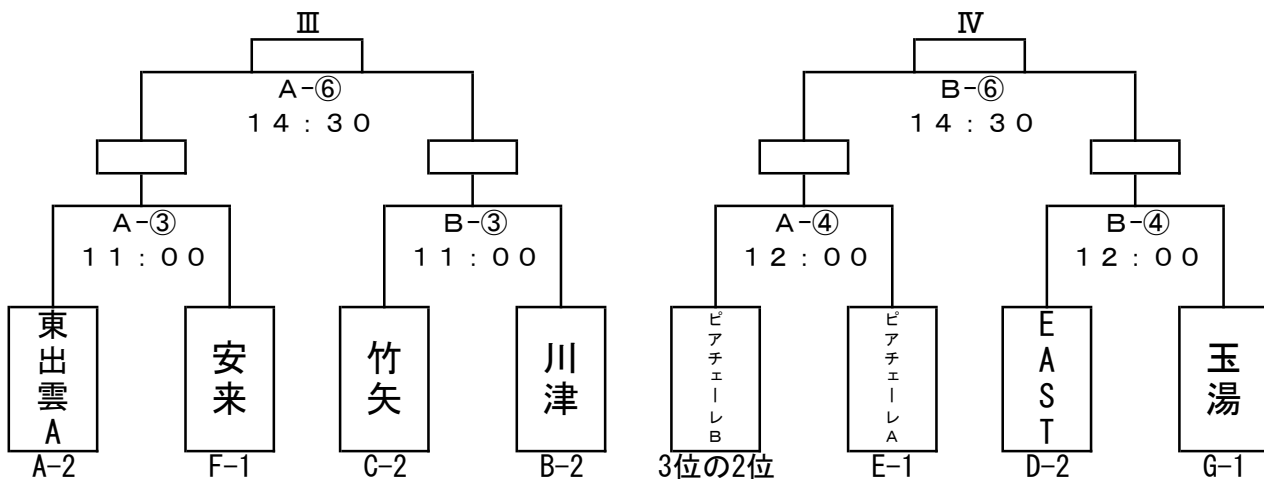 Ⅲ Ⅳ
A-⑥ B-⑥
14:30 14:30
A-③ B-③ A-④ B-④
11:00 11:00 12:00 12:00
東出雲A
安来
竹矢
川津
ピアチェーレB
ピアチェーレA
EAST
玉湯
A-2 F-1 C-2 B-2 3位の2位 E-1 D-2 G-1